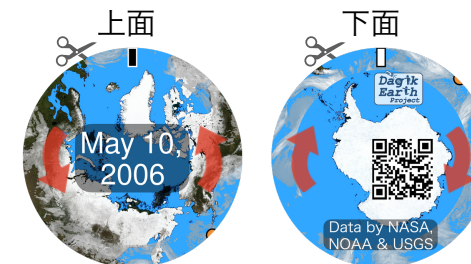 上面
下面
May 10,
2006
Dagik
Earth
Project
Data by NASA,
NOAA & USGS